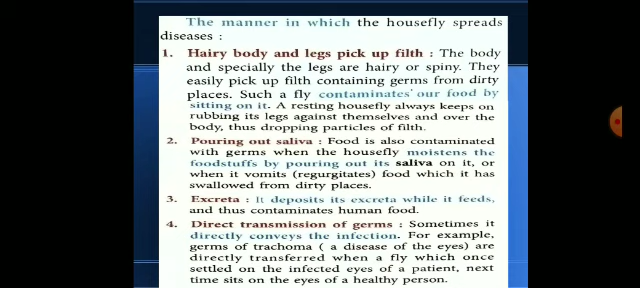 The manner in which the housefly spreads
diseases :
1. Hairy body and legs pick up filth : The body
and specially the legs are hairy or spiny. They
easily pick up filth containing germs from dirty
places. Such a fly contaminates our food by
sitting on it. A resting housefly always keeps on
rubbing its legs against themselves and over the
body, thus dropping particles of filth.
2. Pouring out saliva : Food is also contaminated
with germs when the housefly moistens the
foodstuffs by pouring out its saliva on it, or
when it vomits (regurgitates) food which it has
swallowed from dirty places.
3. Excreta : It deposits its excreta while it feeds,
and thus contaminates human food.
4. Direct transmission of germs : Sometimes it
directly conveys the infection. For example,
germs of trachoma ( a disease of the eyes) are
directly transferred when a fly which once
settled on the infected eyes of a patient, next
time sits on the eyes of a healthy person.